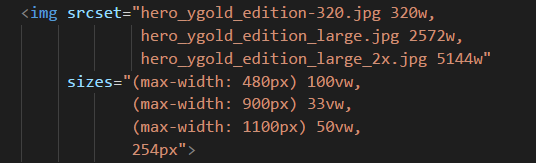 <img srcset="hero_ygold_edition-320.jpg 320w,
hero_ygold_edition_large.jpg 2572w,
hero_ygold_edition_large_2x.jpg 5144w"
sizes="(max-width: 480px) 100vw,
(max-width: 900px) 33vw,
(max-width: 1100px) 50vw,
254px">